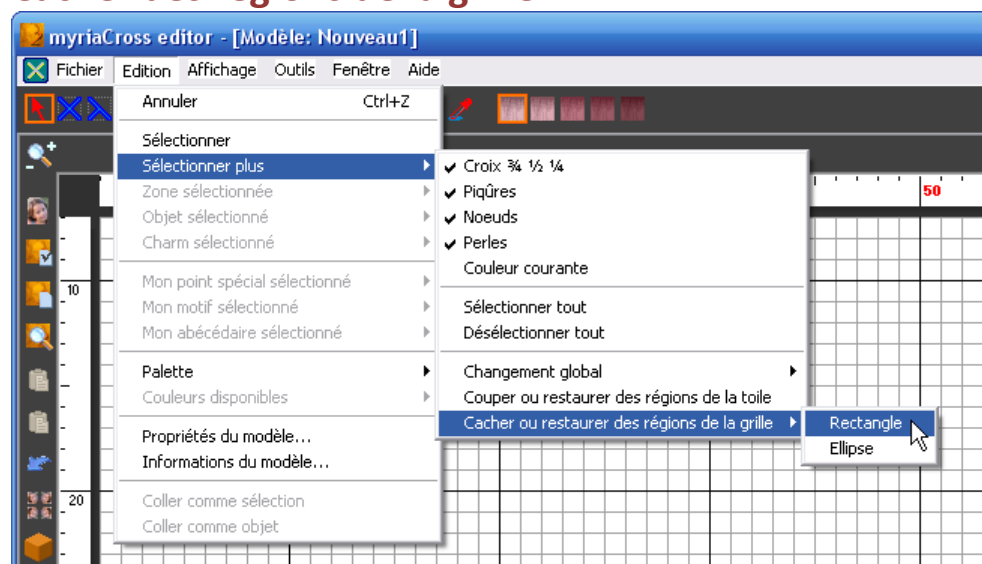 myriaCross editor - [Modèle: Nouveau1]
Fichier Edition Affichage Outils Fenêtre Aide
Annuler Ctrl+Z
Sélectionner
Sélectionner plus
Zone sélectionnée
Objet sélectionné
Charm sélectionné
Mon point spécial sélectionné
Mon motif sélectionné
Mon abécédaire sélectionné
Palette
Couleurs disponibles
Propriétés du modèle...
Informations du modèle...
Coller comme sélection
Coller comme objet
Croix ¾ ½ ¼
Piqûres
Noeuds
Perles
Couleur courante
Sélectionner tout
Désélectionner tout
Changement global
Couper ou restaurer des régions de la toile
Cacher ou restaurer des régions de la grille
Rectangle
Ellipse
50
10
20